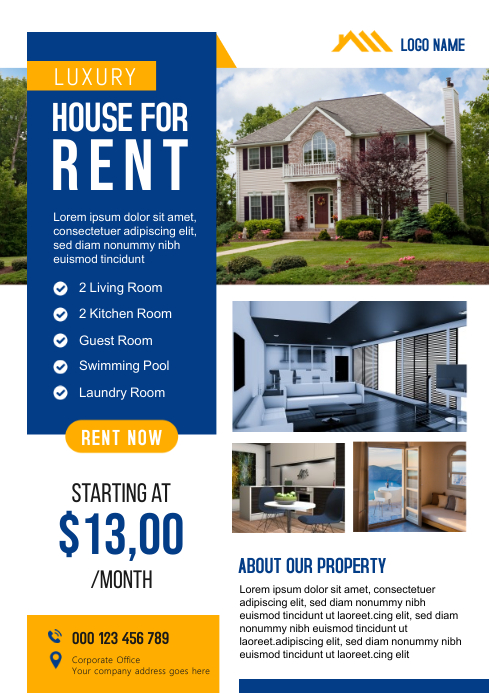 LOGO NAME
LUXURY
HOUSE FOR
RENT
Lorem ipsum dolor sit amet,
consectetuer adipiscing elit,
sed diam nonummy nibh
euismod tincidunt
2 Living Room
2 Kitchen Room
Guest Room
Swimming Pool
Laundry Room
RENT NOW
STARTING AT
$13,00
/MONTH
000 123 456 789
Corporate Office
Your company address goes here
ABOUT OUR PROPERTY
Lorem ipsum dolor sit amet, consectetuer
adipiscing elit, sed diam nonummy nibh
euismod tincidunt ut laoreet.cing elit, sed diam
nonummy nibh euismod tincidunt ut
laoreet.adipiscing elit, sed diam nonummy nibh
euismod tincidunt ut laoreet.cing elit